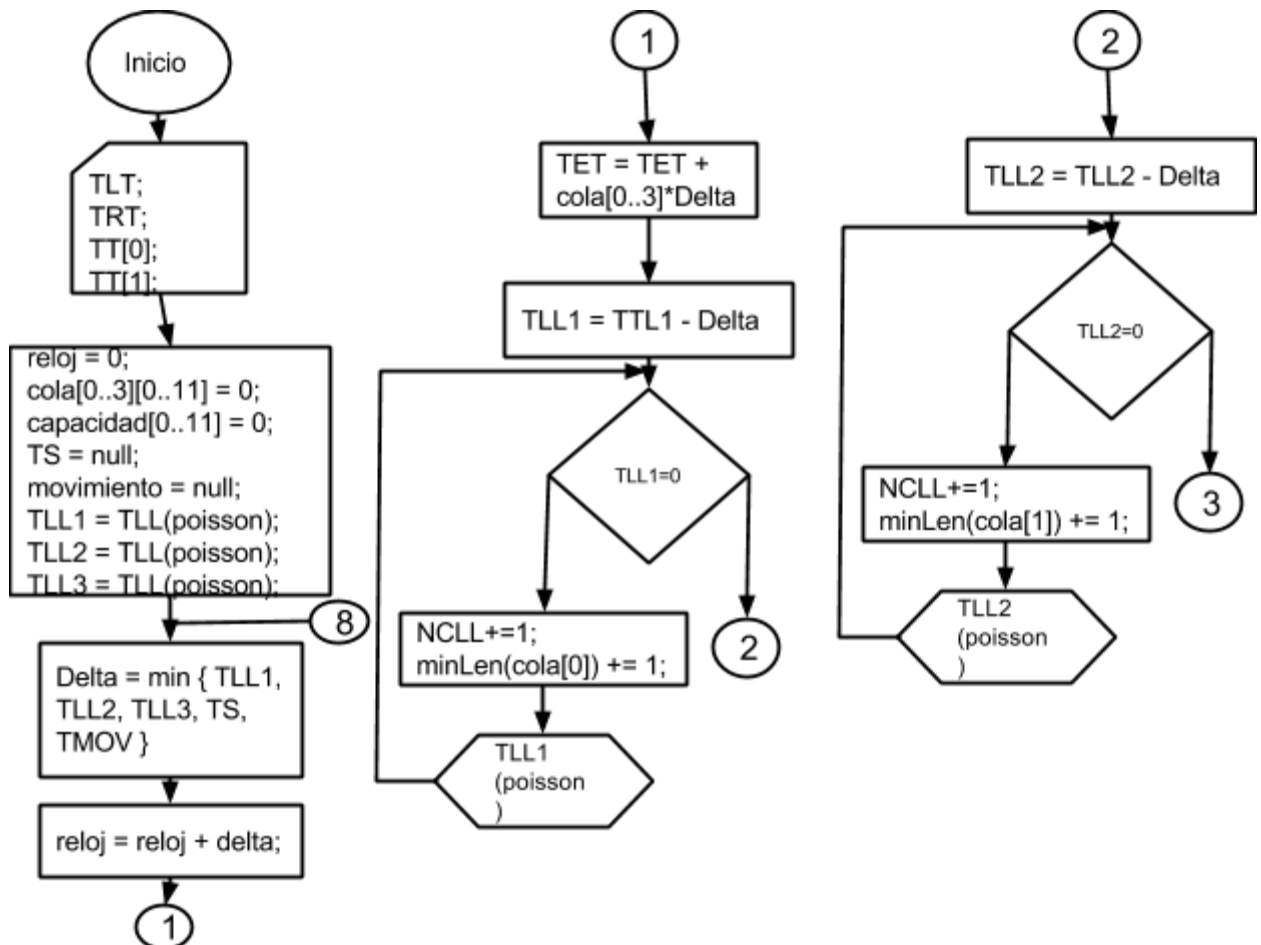 Inicio
TLT;
TRT;
TT[0];
TT[1];
reloj = 0;
cola[0..3][0..11] = 0;
capacidad[0..11] = 0;
TS = null;
movimiento = null;
TLL1 = TLL(poisson);
TLL2 = TLL(poisson);
TLL3 = TLL(poisson);
8
Delta = min { TLL1,
TLL2, TLL3, TS,
TMOV }
reloj = reloj + delta;
1
1
TET = TET +
cola[0..3]*Delta
TLL1 = TTL1 - Delta
TLL1=0
NCLL+=1;
minLen(cola[0]) += 1;
2
TLL1
(poisson
)
2
TLL2 = TLL2 - Delta
TLL2=0
NCLL+=1;
minLen(cola[1]) += 1;
3
TLL2
(poisson
)